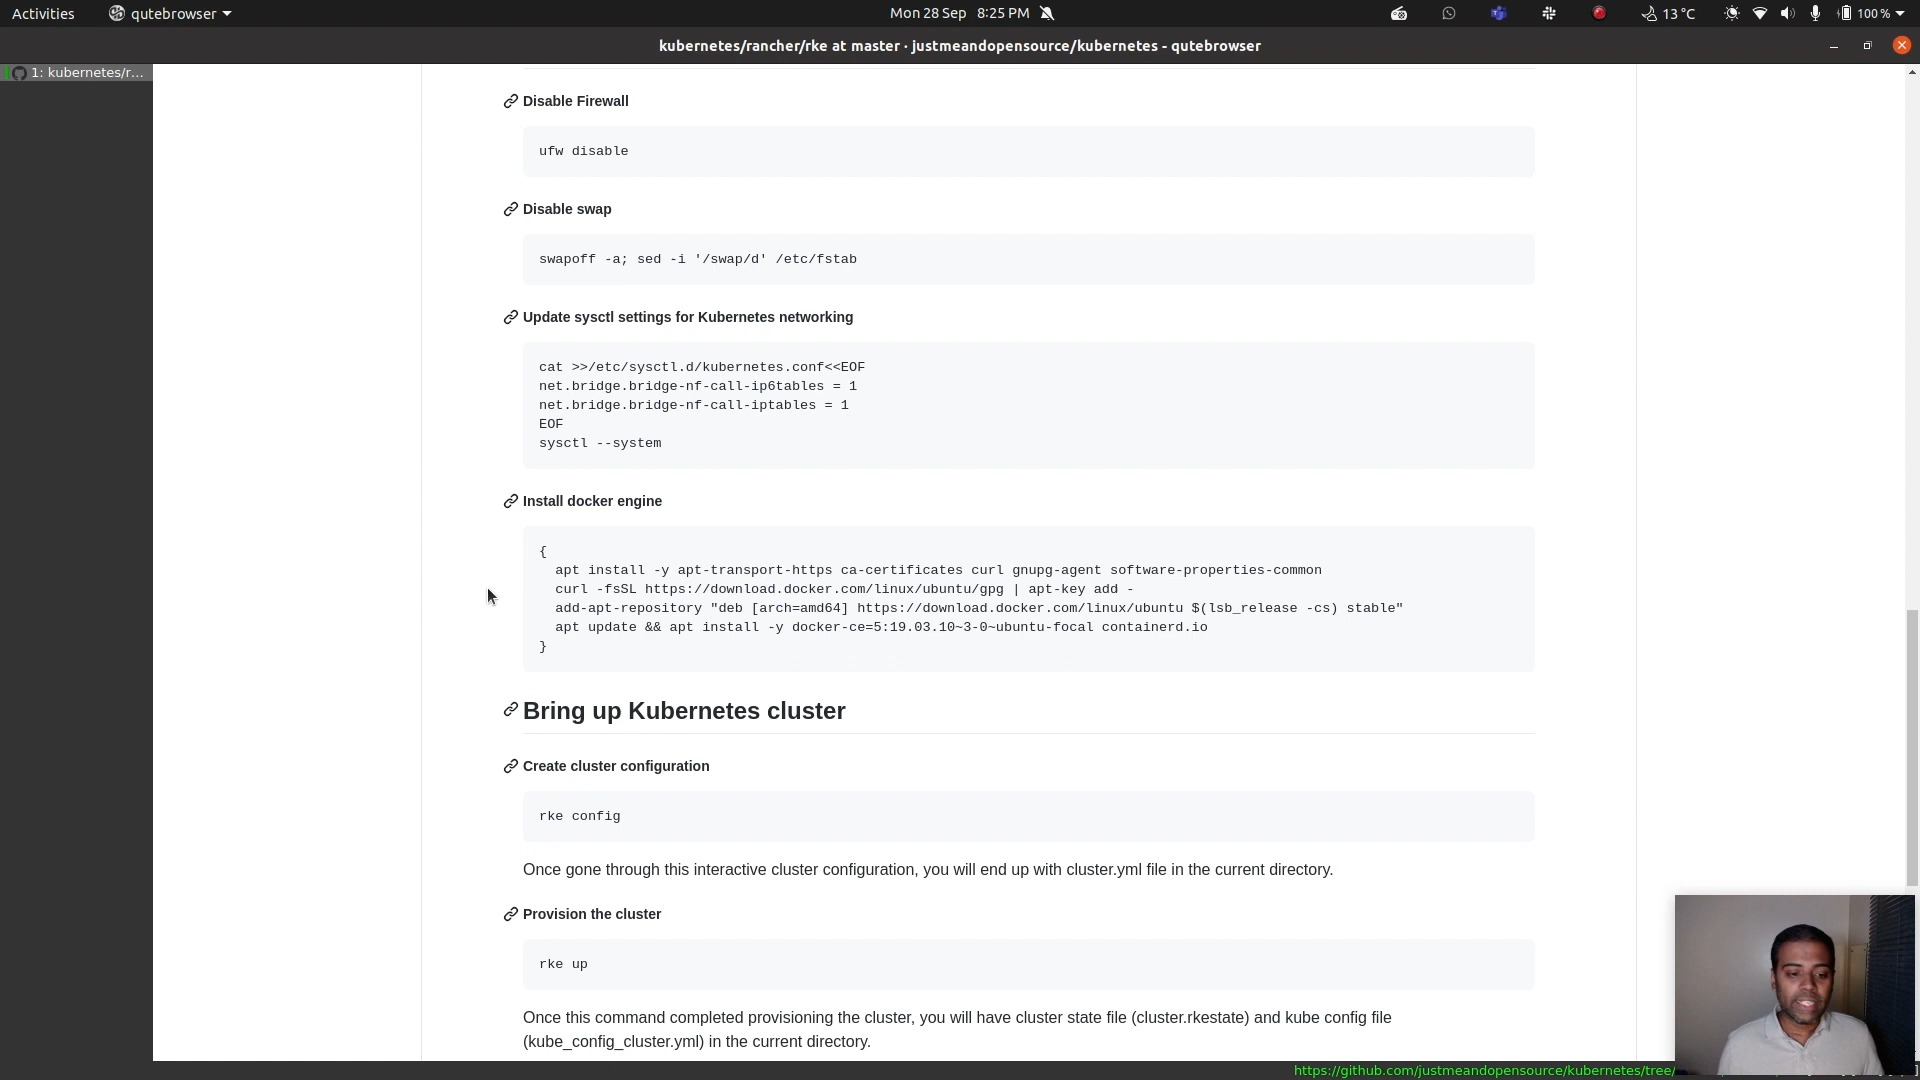 Activities
qutebrowser
Mon 28 Sep 8:25 PM
13 °C
100 %
kubernetes/rancher/rke at master · justmeandopensource/kubernetes - qutebrowser
1: kubernetes/r...
Disable Firewall
ufw disable
Disable swap
swapoff -a; sed -i '/swap/d' /etc/fstab
Update sysctl settings for Kubernetes networking
cat >>/etc/sysctl.d/kubernetes.conf<<EOF
net.bridge.bridge-nf-call-ip6tables = 1
net.bridge.bridge-nf-call-iptables = 1
EOF
sysctl --system
Install docker engine
{
apt install -y apt-transport-https ca-certificates curl gnupg-agent software-properties-common
curl -fsSL https://download.docker.com/linux/ubuntu/gpg | apt-key add -
add-apt-repository "deb [arch=amd64] https://download.docker.com/linux/ubuntu $(lsb_release -cs) stable"
apt update && apt install -y docker-ce=5:19.03.10~3-0~ubuntu-focal containerd.io
}
Bring up Kubernetes cluster
Create cluster configuration
rke config
Once gone through this interactive cluster configuration, you will end up with cluster.yml file in the current directory.
Provision the cluster
rke up
Once this command completed provisioning the cluster, you will have cluster state file (cluster.rkestate) and kube config file
(kube_config_cluster.yml) in the current directory.
https://github.com/justmeandopensource/kubernetes/tree/